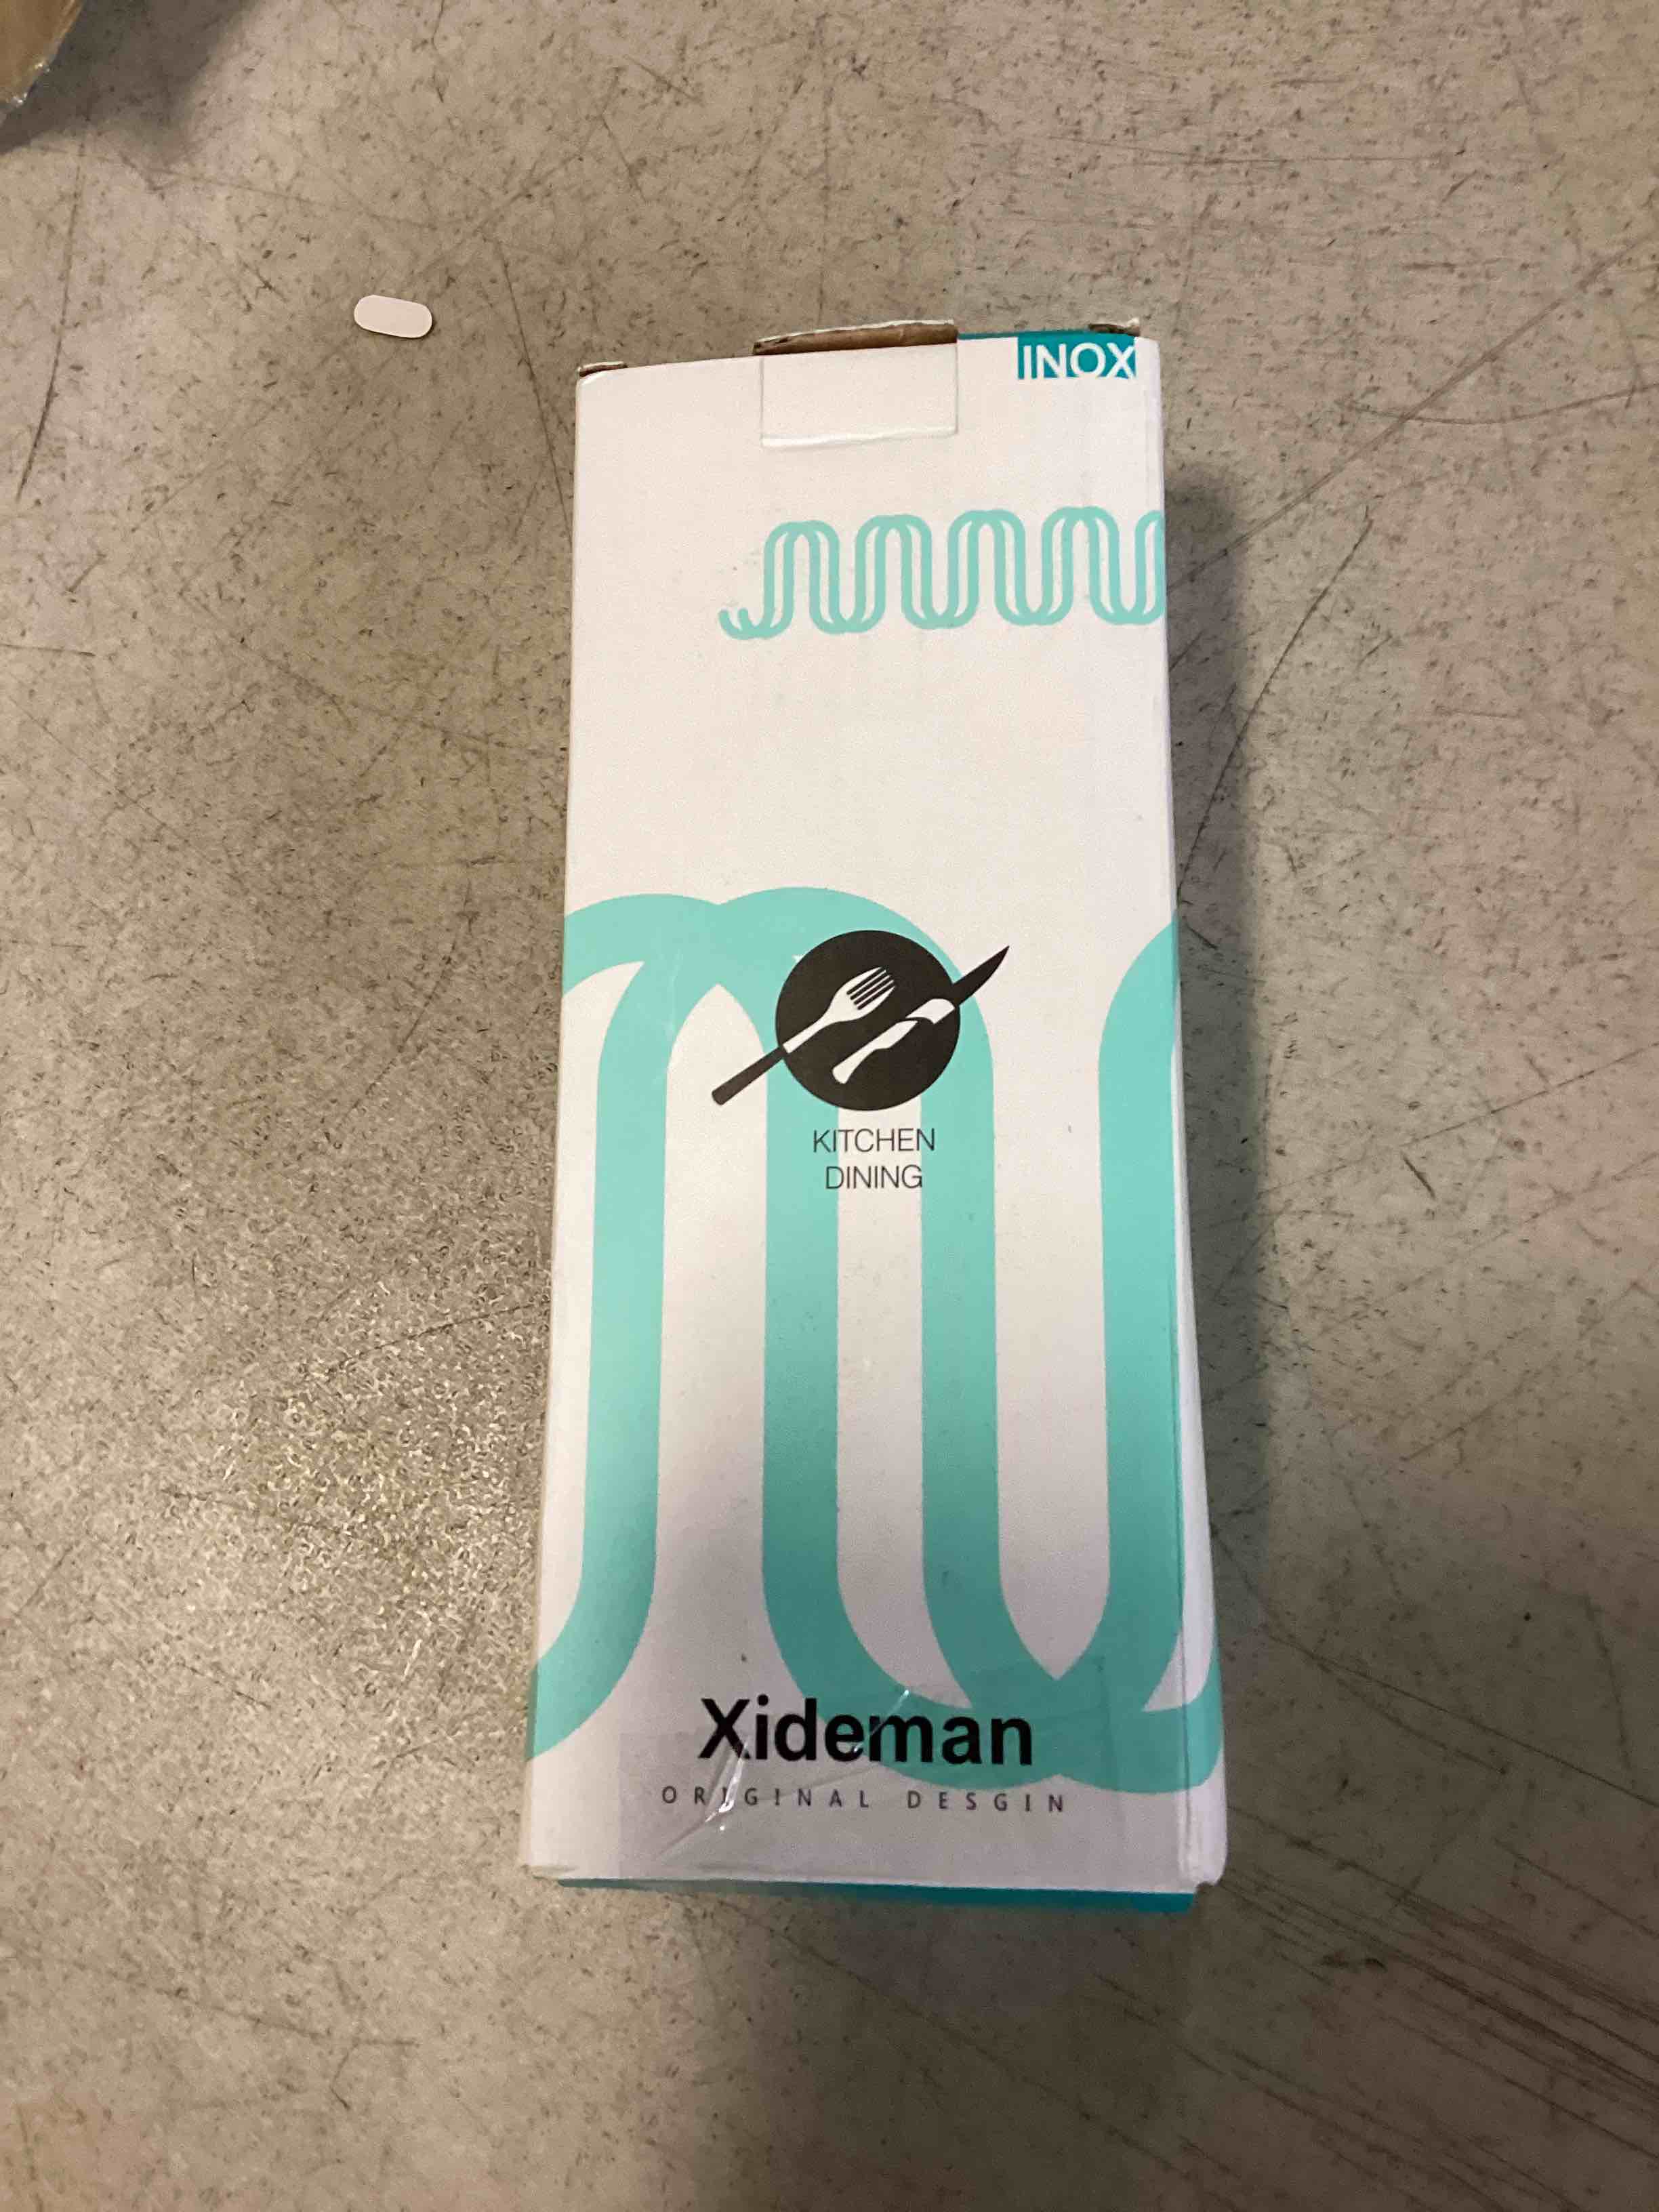 INOX
KITCHEN
DINING
Xideman
ORIGINAL DESGIN